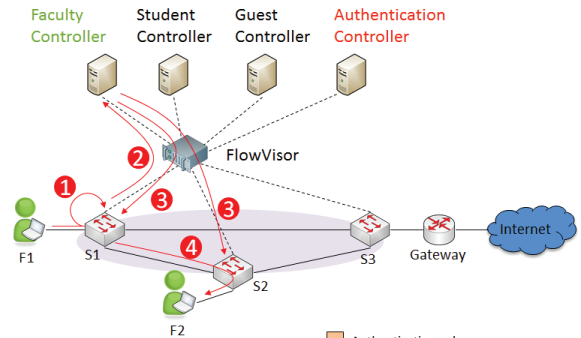 Faculty
Controller
Student
Controller
Guest
Controller
Authentication
Controller
FlowVisor
1
2
3
3
4
F1
S1
S2
S3
F2
Gateway
Internet